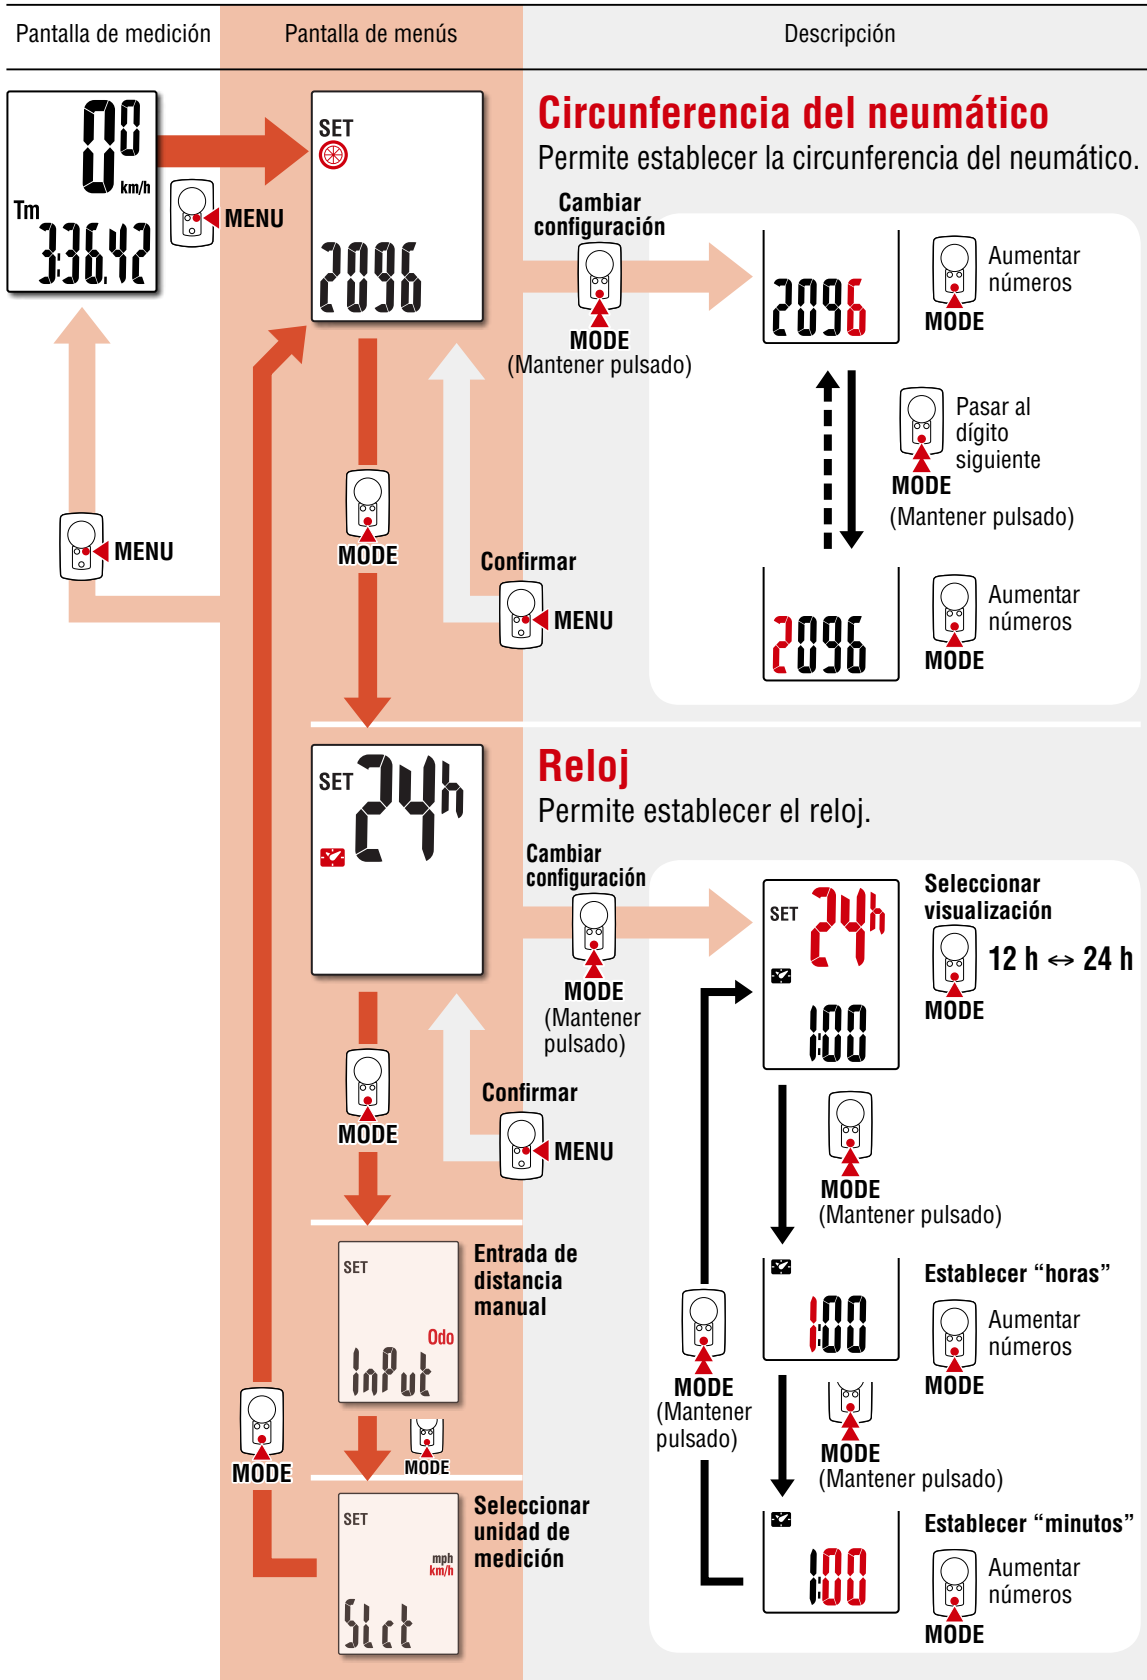 Pantalla de medición
Pantalla de menús
Descripción
0.0
km/h
Tm
3:36.42
MENU
SET
2096
Circunferencia del neumático
Permite establecer la circunferencia del neumático.
Cambiar
configuración
MODE
(Mantener pulsado)
2096
Aumentar
números
MODE
Pasar al
dígito
siguiente
MODE
(Mantener pulsado)
2096
Aumentar
números
MODE
MODE
MENU
Confirmar
MENU
SET
24h
Reloj
Permite establecer el reloj.
Cambiar
configuración
MODE
(Mantener
pulsado)
SET
24h
1:00
Seleccionar
visualización
12 h ⇔ 24 h
MODE
MODE
(Mantener pulsado)
MODE
Confirmar
MENU
Establecer “horas”
1:00
Aumentar
números
MODE
MODE
(Mantener
pulsado)
MODE
(Mantener pulsado)
Establecer “minutos”
1:00
Aumentar
números
MODE
SET
Odo
inPut
Entrada de
distancia
manual
MODE
MODE
SET
mph
km/h
Slct
Seleccionar
unidad de
medición